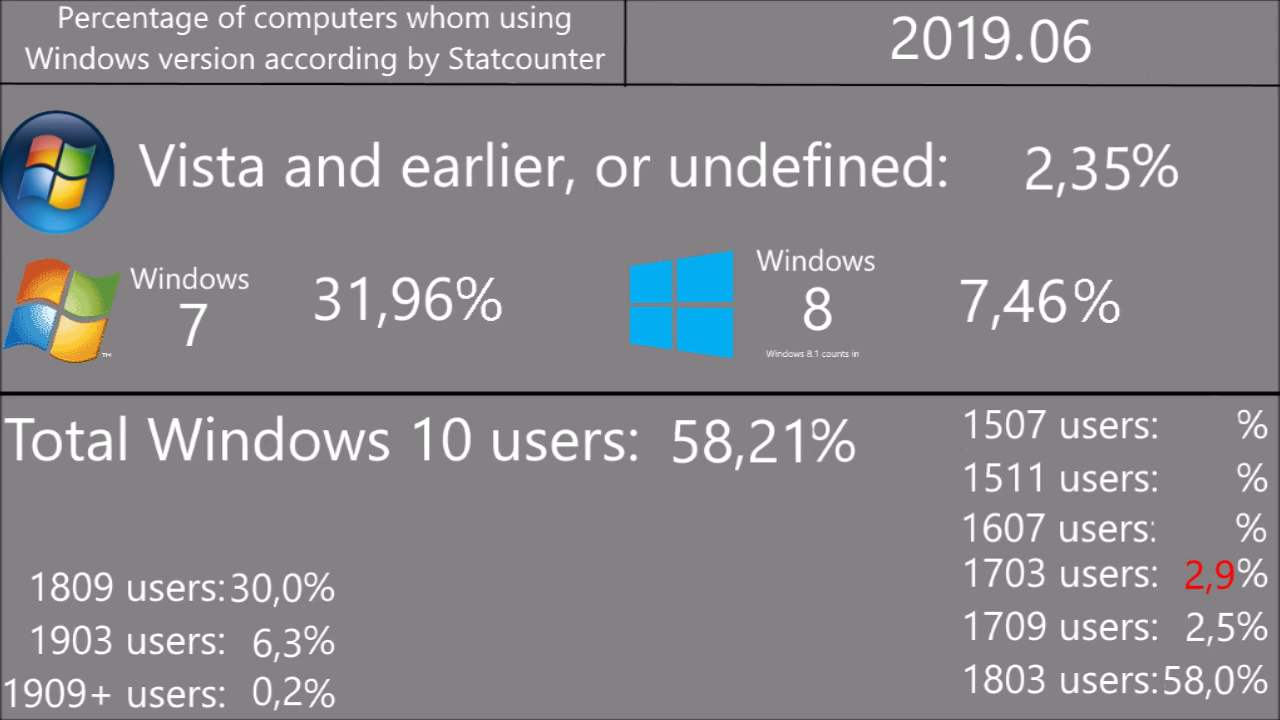 Percentage of computers whom using
Windows version according by Statcounter
2019.06
Vista and earlier, or undefined: 2,35%
Windows
7
31,96%
TM
Windows
8
Windows 8.1 counts in
7,46%
Total Windows 10 users: 58,21%
1507 users: %
1511 users: %
1607 users: %
1703 users: 2,9%
1709 users: 2,5%
1803 users: 58,0%
1809 users: 30,0%
1903 users: 6,3%
1909+ users: 0,2%